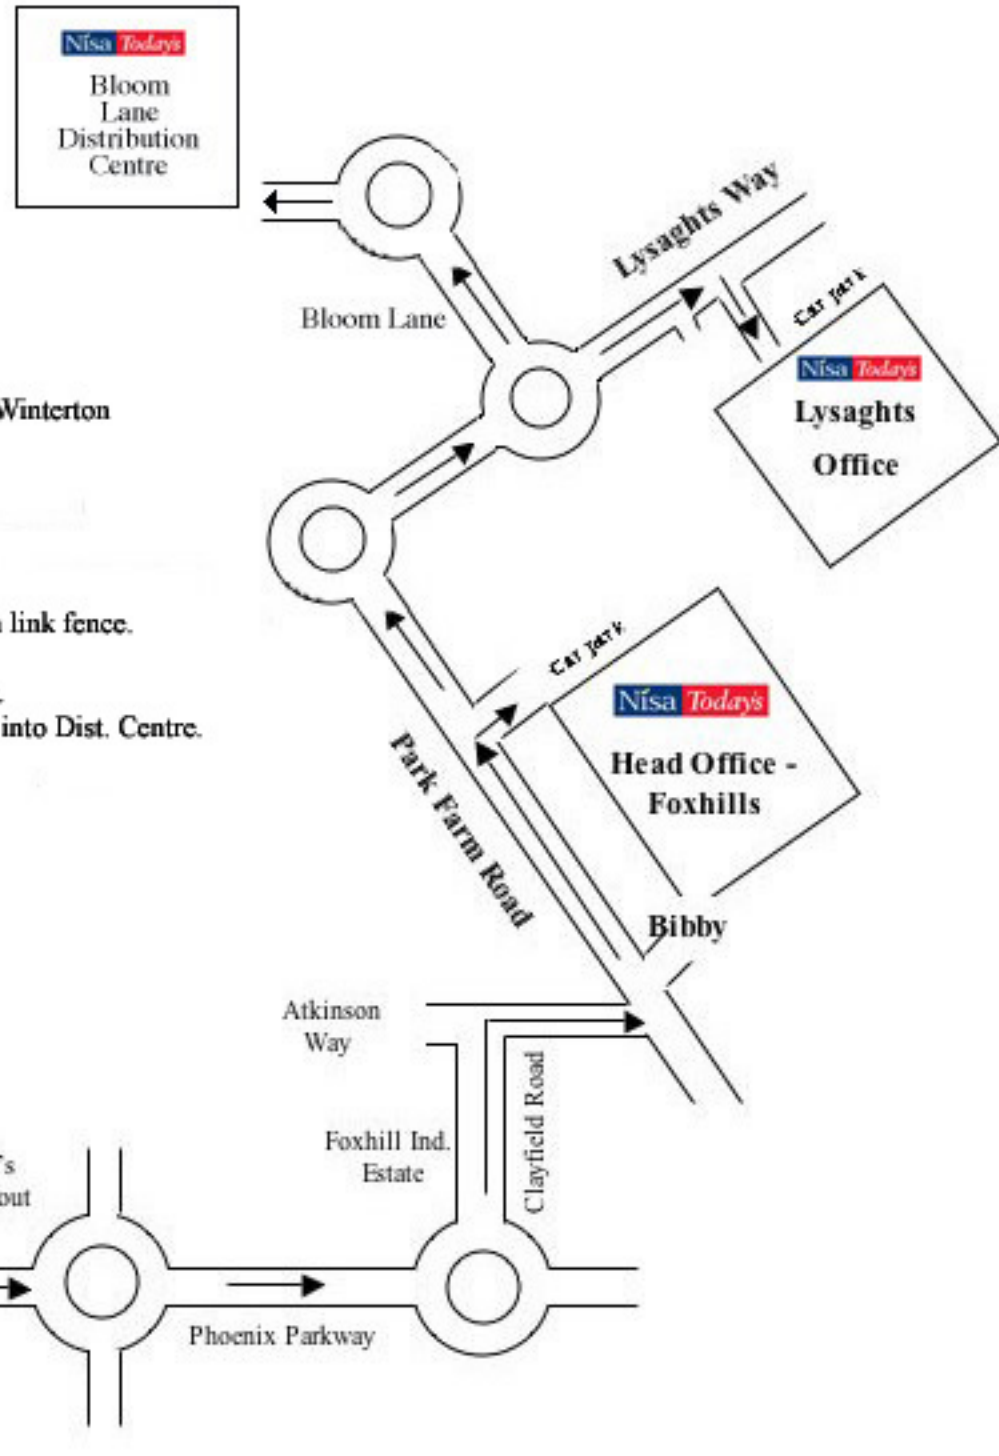 Nisa Today's
Bloom
Lane
Distribution
Centre
Lysaghts Way
Car park
Bloom Lane
Nisa Today's
Lysaghts
Office
Winterton
link fence.
into Dist. Centre.
Car park
Nisa Today's
Head Office -
Foxhills
Park Farm Road
Bibby
Atkinson
Way
Clayfield Road
Foxhill Ind.
Estate
's
out
Phoenix Parkway